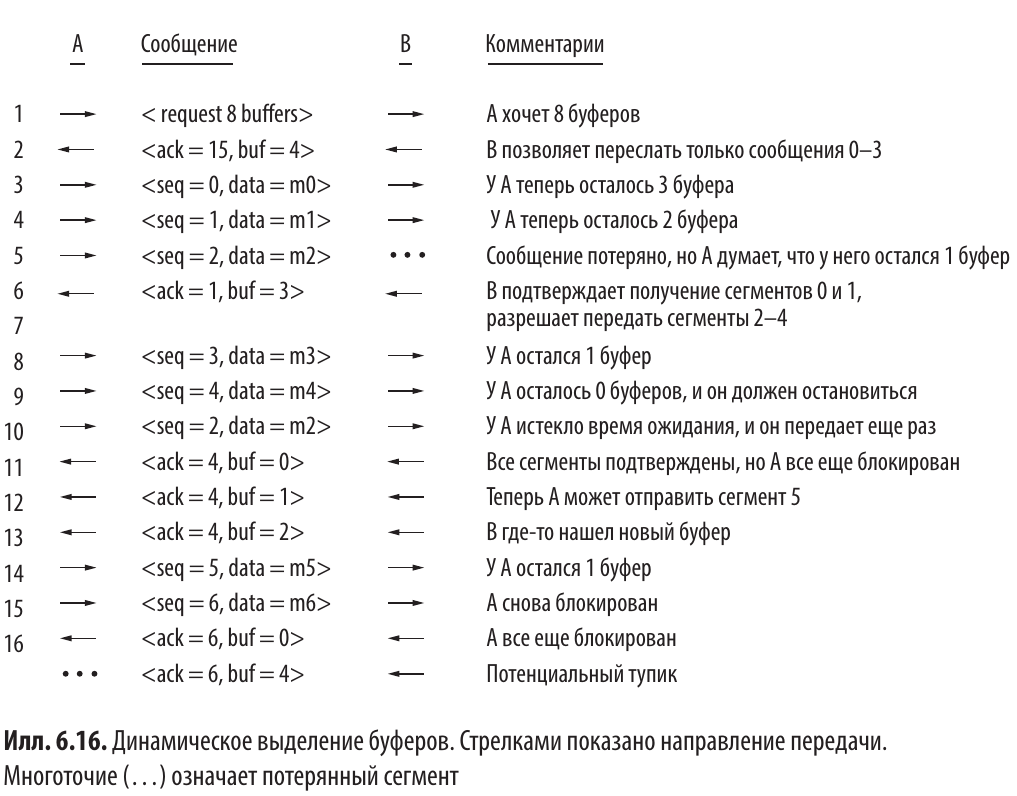 A Сообщение B Комментарии
1 < request 8 buffers> А хочет 8 буферов
2 <ack = 15, buf = 4> В позволяет переслать только сообщения 0–3
3 <seq = 0, data = m0> У А теперь осталось 3 буфера
4 <seq = 1, data = m1> У А теперь осталось 2 буфера
5 <seq = 2, data = m2> • • • Сообщение потеряно, но А думает, что у него остался 1 буфер
6 <ack = 1, buf = 3> В подтверждает получение сегментов 0 и 1,
7 разрешает передать сегменты 2–4
8 <seq = 3, data = m3> У А остался 1 буфер
9 <seq = 4, data = m4> У А осталось 0 буферов, и он должен остановиться
10 <seq = 2, data = m2> У А истекло время ожидания, и он передает еще раз
11 <ack = 4, buf = 0> Все сегменты подтверждены, но А все еще блокирован
12 <ack = 4, buf = 1> Теперь А может отправить сегмент 5
13 <ack = 4, buf = 2> В где-то нашел новый буфер
14 <seq = 5, data = m5> У А остался 1 буфер
15 <seq = 6, data = m6> А снова блокирован
16 <ack = 6, buf = 0> А все еще блокирован
• • • <ack = 6, buf = 4> Потенциальный тупик
Илл. 6.16. Динамическое выделение буферов. Стрелками показано направление передачи.
Многоточие (…) означает потерянный сегмент